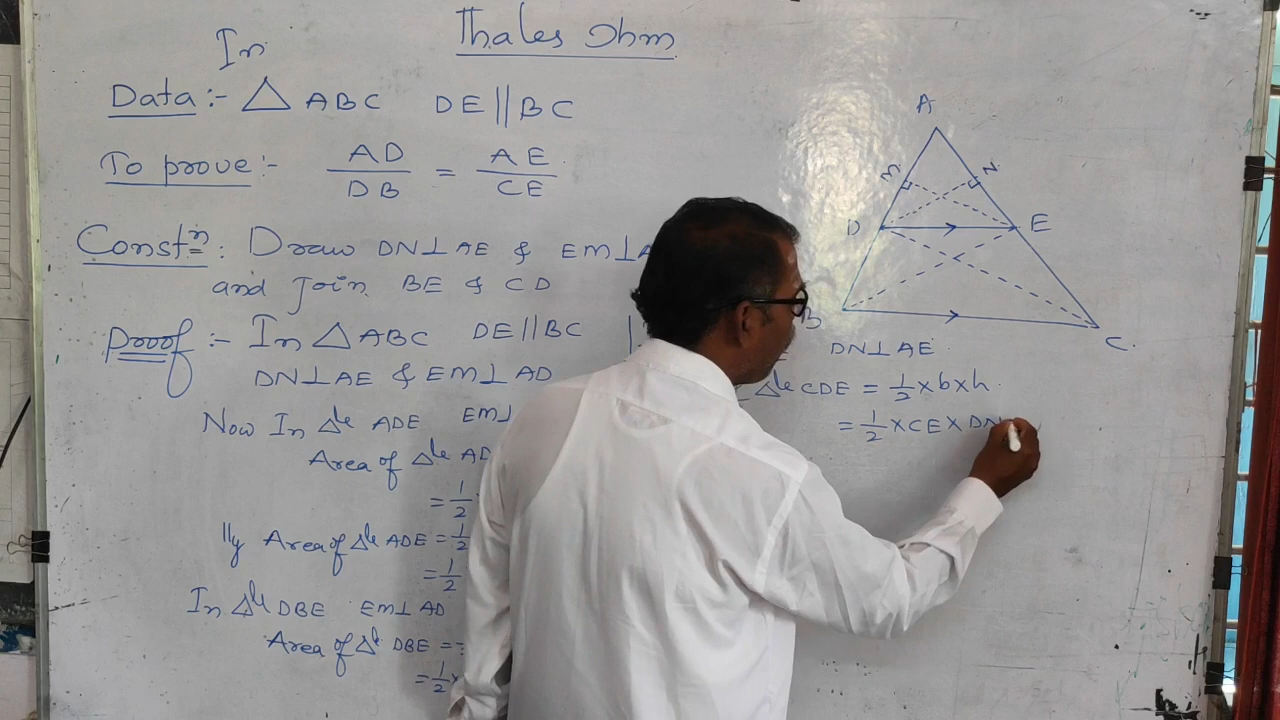 Thales Thm
In
Data:- △ ABC DE||BC
To prove:- AD/DB = AE/CE
Constn: Draw DN⊥AE & EM⊥A
and Join BE & CD
Proof:- In △ABC DE||BC
DN⊥AE & EM⊥AD
Now In △le ADE EM⊥
Area of △le AD
= 1/2
lly Area of △le ADE = 1/2
= 1/2
In △le DBE EM⊥AD
Area of △le DBE =
= 1/2 ×
DN⊥AE
△le CDE = 1/2 × b × h
= 1/2 × CE × DN
A
M
N
D
E
B
C